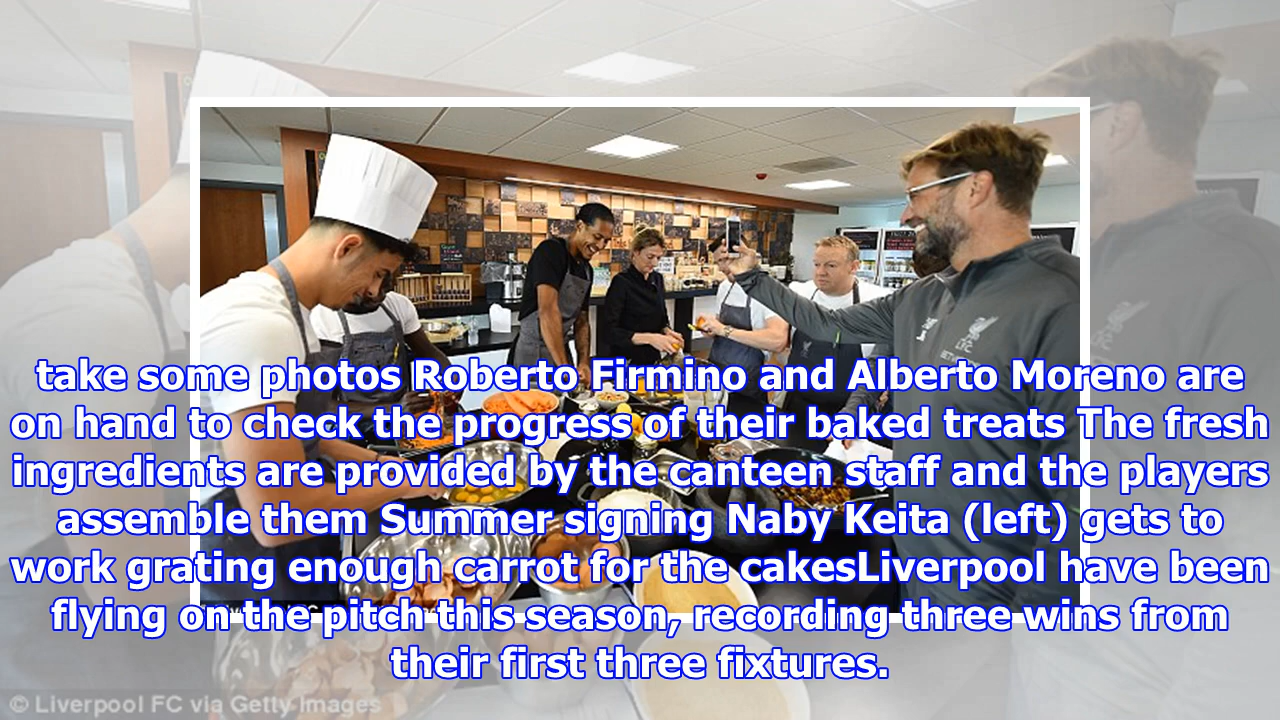 take some photos Roberto Firmino and Alberto Moreno are
on hand to check the progress of their baked treats The fresh
ingredients are provided by the canteen staff and the players
assemble them Summer signing Naby Keita (left) gets to
work grating enough carrot for the cakesLiverpool have been
flying on the pitch this season, recording three wins from
their first three fixtures.
© Liverpool FC via Getty Images